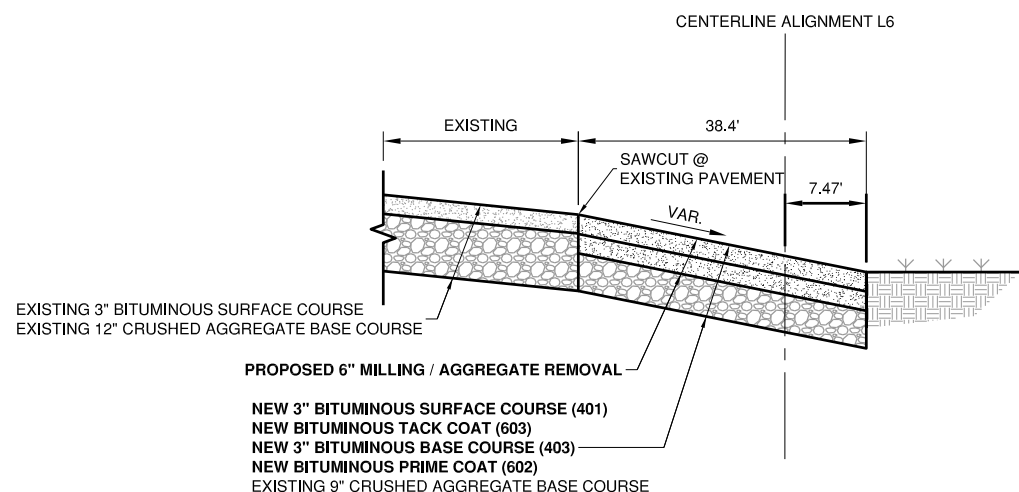 CENTERLINE ALIGNMENT L6
EXISTING
38.4'
SAWCUT @
EXISTING PAVEMENT
7.47'
VAR.
EXISTING 3" BITUMINOUS SURFACE COURSE
EXISTING 12" CRUSHED AGGREGATE BASE COURSE
PROPOSED 6" MILLING / AGGREGATE REMOVAL
NEW 3" BITUMINOUS SURFACE COURSE (401)
NEW BITUMINOUS TACK COAT (603)
NEW 3" BITUMINOUS BASE COURSE (403)
NEW BITUMINOUS PRIME COAT (602)
EXISTING 9" CRUSHED AGGREGATE BASE COURSE